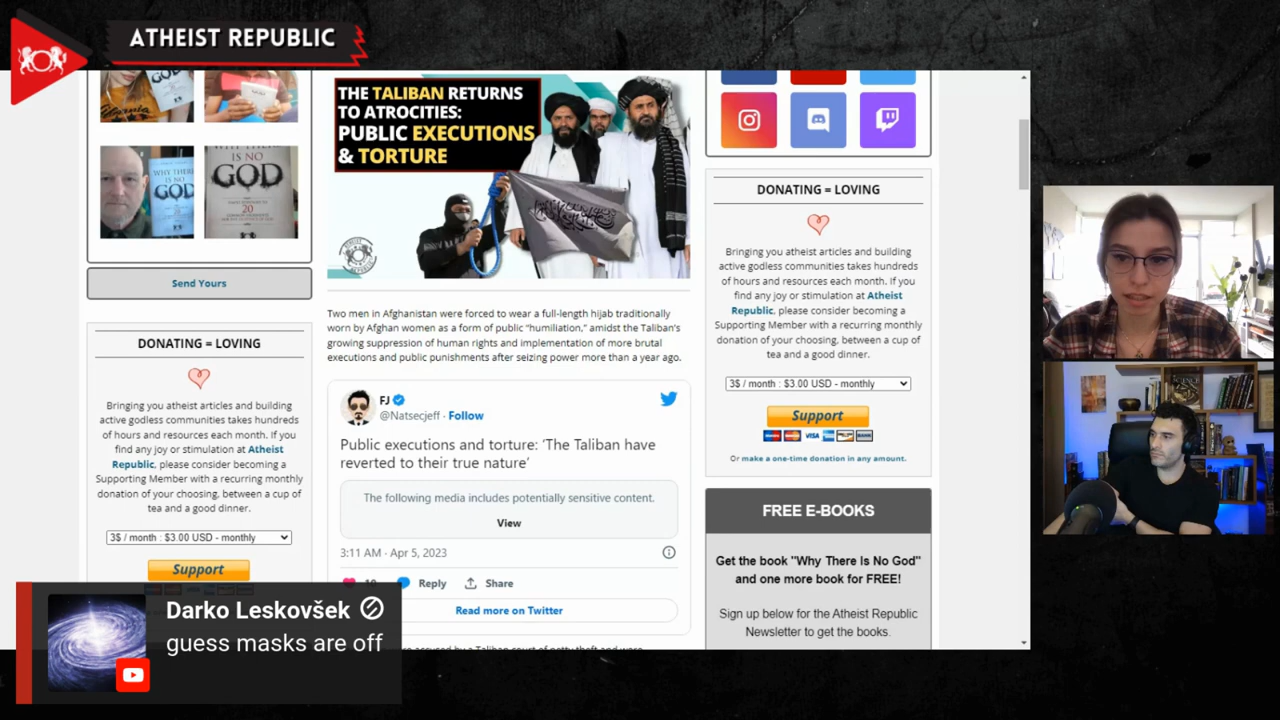 ATHEIST REPUBLIC
THE TALIBAN RETURNS
TO ATROCITIES:
PUBLIC EXECUTIONS
& TORTURE
Send Yours
DONATING = LOVING
Bringing you atheist articles and building
active godless communities takes hundreds
of hours and resources each month. If you
find any joy or stimulation at Atheist
Republic, please consider becoming a
Supporting Member with a recurring monthly
donation of your choosing, between a cup of
tea and a good dinner.
3$ / month : $3.00 USD - monthly
Support
Two men in Afghanistan were forced to wear a full-length hijab traditionally
worn by Afghan women as a form of public "humiliation," amidst the Taliban's
growing suppression of human rights and implementation of more brutal
executions and public punishments after seizing power more than a year ago.
FJ
@Natsecjeff · Follow
Public executions and torture: ‘The Taliban have
reverted to their true nature’
The following media includes potentially sensitive content.
View
3:11 AM · Apr 5, 2023
Reply
Share
Read more on Twitter
DONATING = LOVING
Bringing you atheist articles and building
active godless communities takes hundreds
of hours and resources each month. If you
find any joy or stimulation at Atheist
Republic, please consider becoming a
Supporting Member with a recurring monthly
donation of your choosing, between a cup of
tea and a good dinner.
3$ / month : $3.00 USD - monthly
Support
VISA
Or make a one-time donation in any amount.
FREE E-BOOKS
Get the book "Why There Is No God"
and one more book for FREE!
Sign up below for the Atheist Republic
Newsletter to get the books.
Darko Leskovšek
guess masks are off